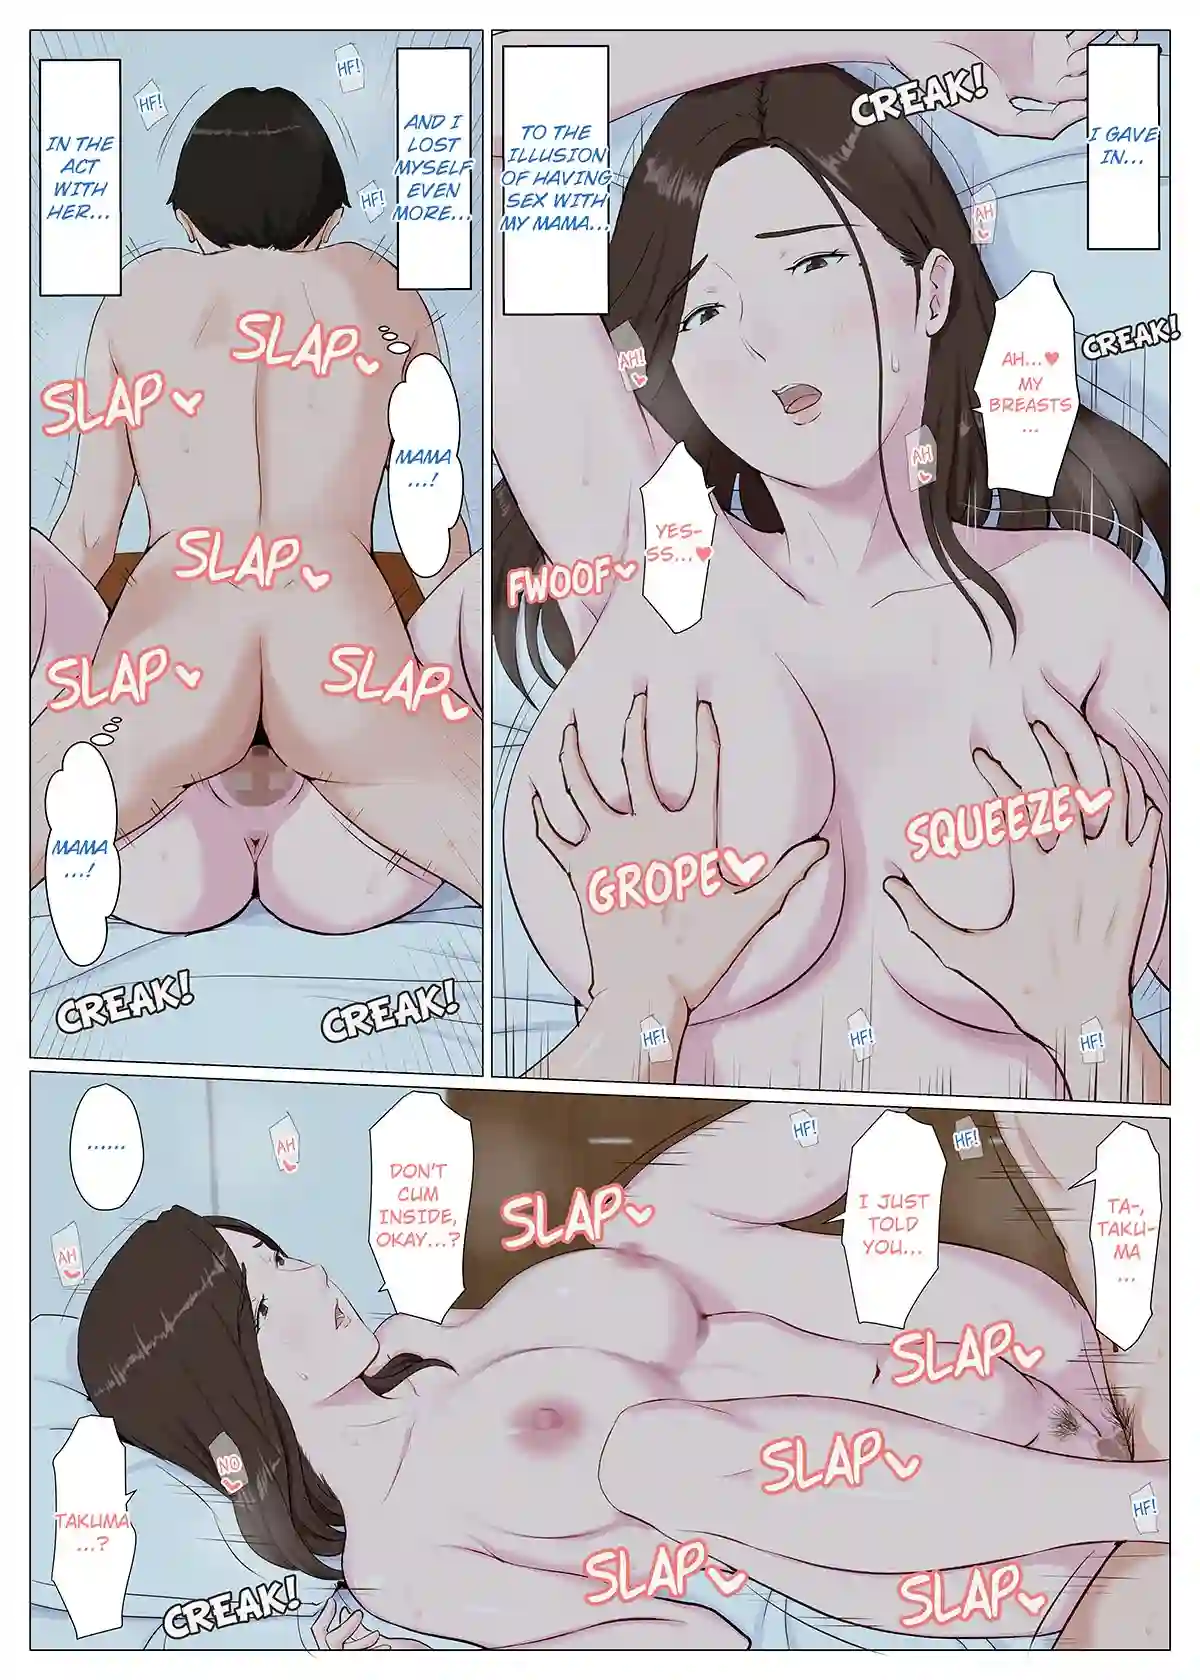 I GAVE
IN...
TO THE
ILLUSION
OF HAVING
SEX WITH
MY MAMA...
CREAK!
AH
CREAK!
AH...♥
MY
BREASTS
...
AH!
AH
YES-
SS...♥
FWOOF
SQUEEZE
GROPE
HF!
HF!
HF!
AND I
LOST
MYSELF
EVEN
MORE...
IN THE
ACT
WITH
HER...
HF!
HF!
HF!
SLAP
SLAP
MAMA
...!
SLAP
SLAP
SLAP
MAMA
...!
CREAK!
CREAK!
TA-,
TAKU-
MA
...
HF!
HF!
I JUST
TOLD
YOU...
DON'T
CUM
INSIDE,
OKAY...?
SLAP
AH
......
AH
SLAP
SLAP
HF!
NO
TAKUMA
...?
SLAP
SLAP
CREAK!